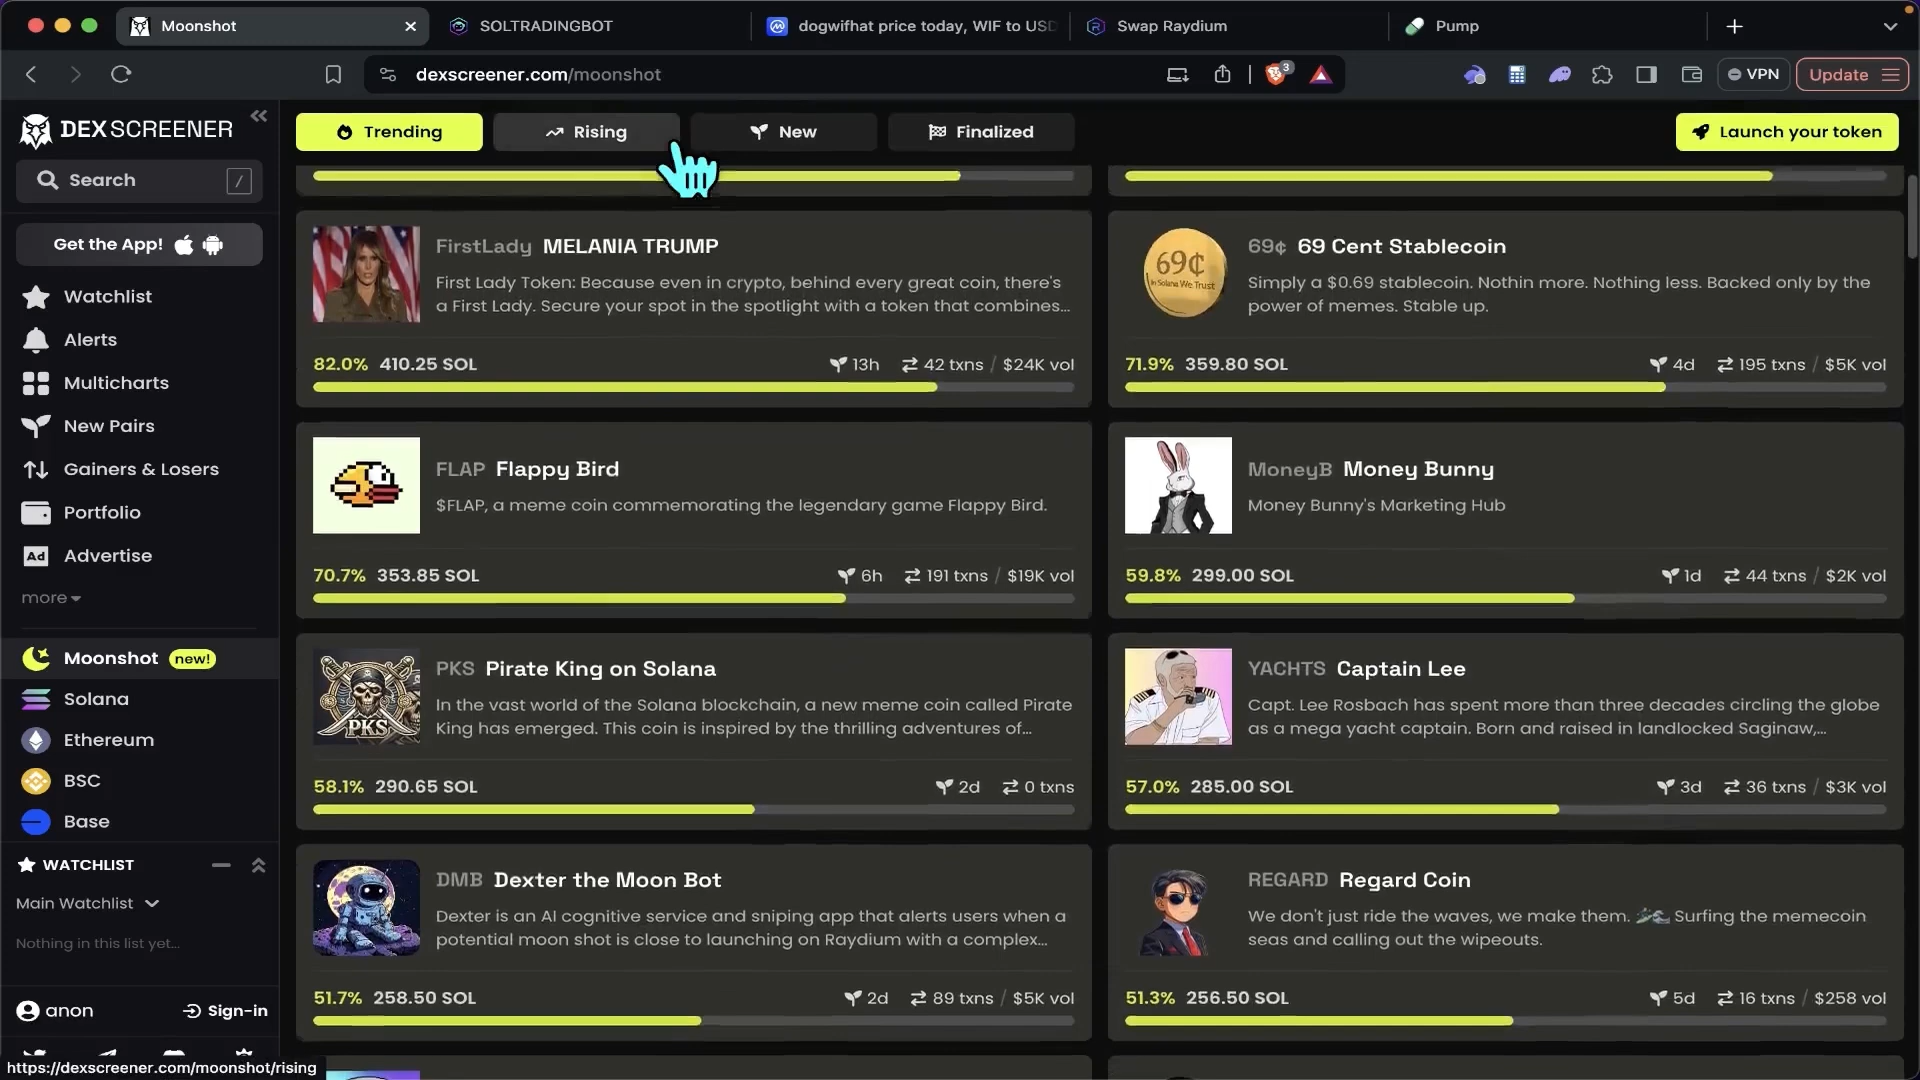 Moonshot
SOLTRADINGBOT
dogwifhat price today, WIF to USD
Swap Raydium
Pump
dexscreener.com/moonshot
3
VPN
Update
DEXSCREENER
Search /
Get the App!
Watchlist
Alerts
Multicharts
New Pairs
Gainers & Losers
Portfolio
Ad Advertise
more
Moonshot new!
Solana
Ethereum
BSC
Base
WATCHLIST
Main Watchlist
Nothing in this list yet...
anon Sign-in
https://dexscreener.com/moonshot/rising
Trending
Rising
New
Finalized
Launch your token
FirstLady MELANIA TRUMP
First Lady Token: Because even in crypto, behind every great coin, there's
a First Lady. Secure your spot in the spotlight with a token that combines...
82.0% 410.25 SOL 13h 42 txns / $24K vol
69¢
In Solana We Trust
69¢ 69 Cent Stablecoin
Simply a $0.69 stablecoin. Nothin more. Nothing less. Backed only by the
power of memes. Stable up.
71.9% 359.80 SOL 4d 195 txns / $5K vol
FLAP Flappy Bird
$FLAP, a meme coin commemorating the legendary game Flappy Bird.
70.7% 353.85 SOL 6h 191 txns / $19K vol
MoneyB Money Bunny
Money Bunny's Marketing Hub
59.8% 299.00 SOL 1d 44 txns / $2K vol
PKS
PKS Pirate King on Solana
In the vast world of the Solana blockchain, a new meme coin called Pirate
King has emerged. This coin is inspired by the thrilling adventures of...
58.1% 290.65 SOL 2d 0 txns
YACHTS Captain Lee
Capt. Lee Rosbach has spent more than three decades circling the globe
as a mega yacht captain. Born and raised in landlocked Saginaw,...
57.0% 285.00 SOL 3d 36 txns / $3K vol
DMB Dexter the Moon Bot
Dexter is an AI cognitive service and sniping app that alerts users when a
potential moon shot is close to launching on Raydium with a complex...
51.7% 258.50 SOL 2d 89 txns / $5K vol
REGARD Regard Coin
We don't just ride the waves, we make them. 🏄🌊 Surfing the memecoin
seas and calling out the wipeouts.
51.3% 256.50 SOL 5d 16 txns / $258 vol